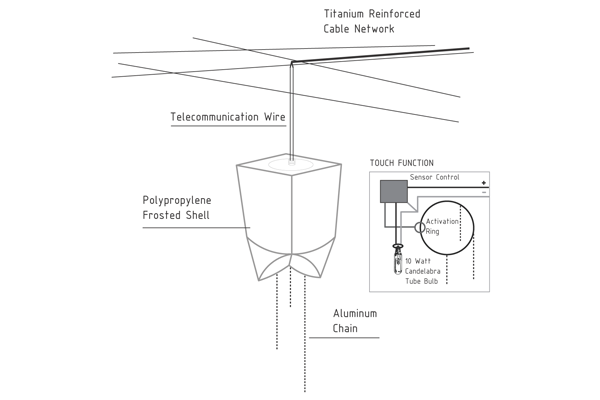 Titanium Reinforced
Cable Network
Telecommunication Wire
TOUCH FUNCTION
Sensor Control
+
-
Polypropylene
Frosted Shell
Activation
Ring
10 Watt
Candelabra
Tube Bulb
Aluminum
Chain